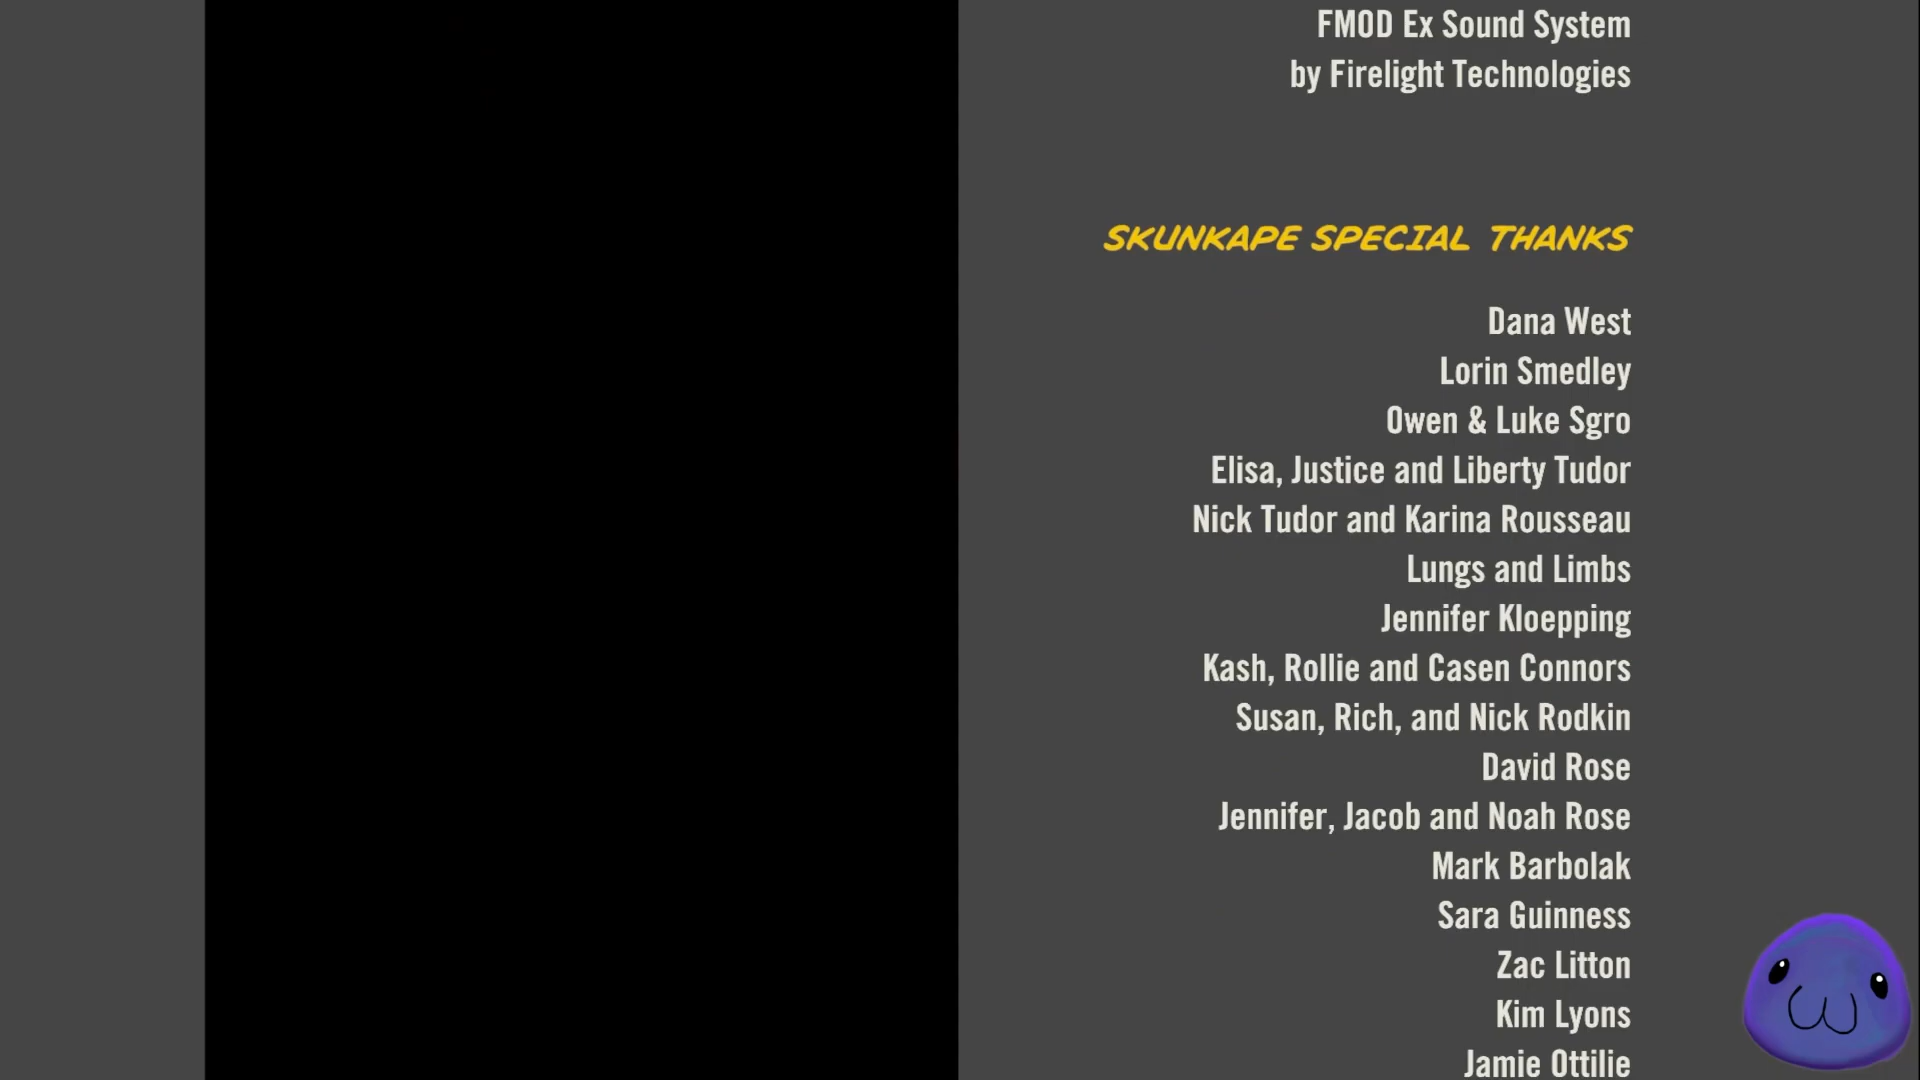 FMOD Ex Sound System
by Firelight Technologies
SKUNKAPE SPECIAL THANKS
Dana West
Lorin Smedley
Owen & Luke Sgro
Elisa, Justice and Liberty Tudor
Nick Tudor and Karina Rousseau
Lungs and Limbs
Jennifer Kloepping
Kash, Rollie and Casen Connors
Susan, Rich, and Nick Rodkin
David Rose
Jennifer, Jacob and Noah Rose
Mark Barbolak
Sara Guinness
Zac Litton
Kim Lyons
Jamie Ottilie